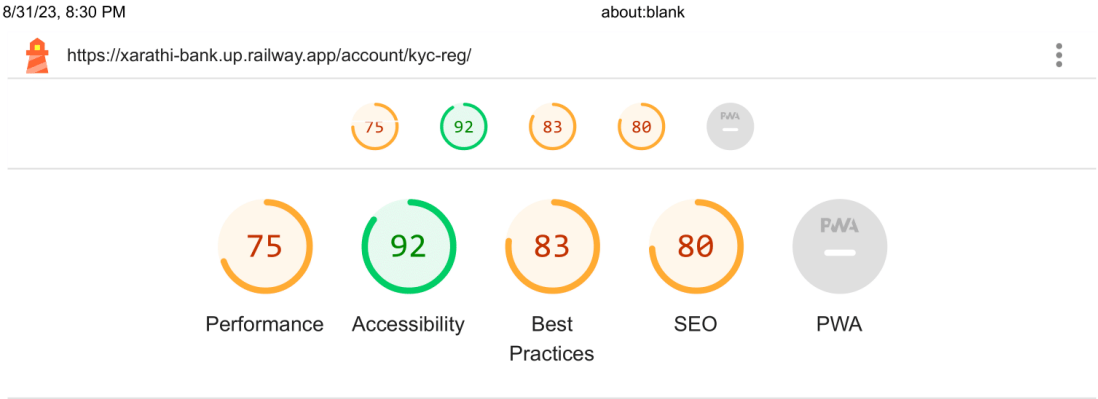 8/31/23, 8:30 PM about:blank
https://xarathi-bank.up.railway.app/account/kyc-reg/
75 92 83 80 PWA
75 92 83 80 PWA
Performance Accessibility Best Practices SEO PWA